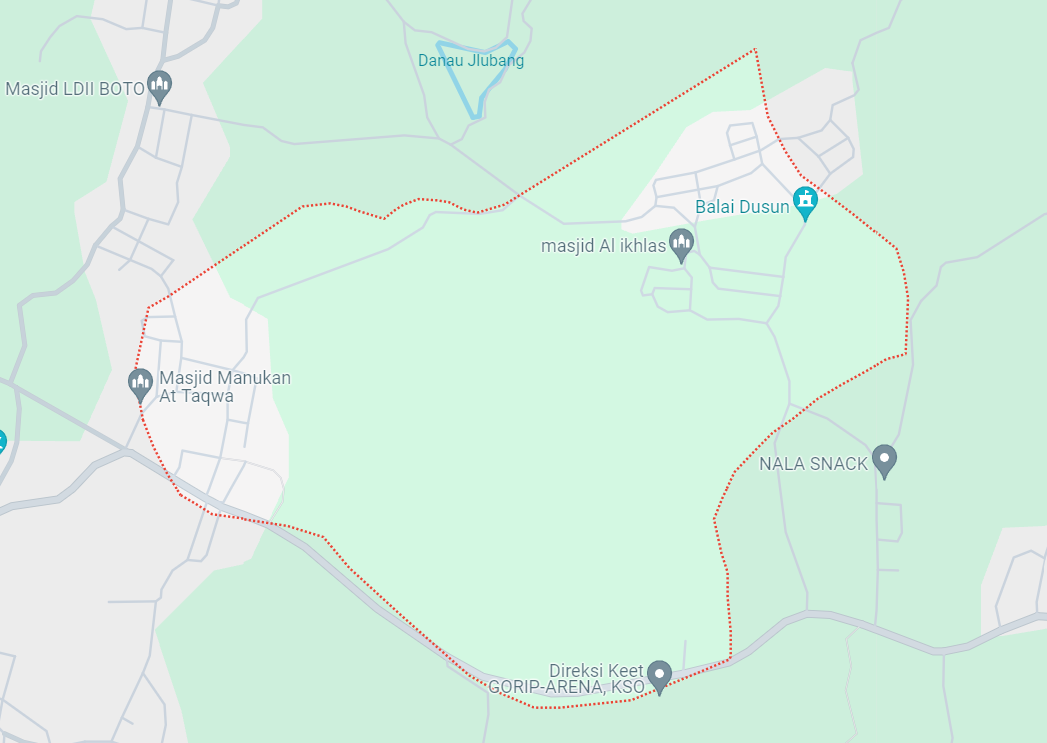 Danau Jlubang
Masjid LDII BOTO
Balai Dusun
masjid Al ikhlas
Masjid Manukan
At Taqwa
NALA SNACK
Direksi Keet
GORIP-ARENA, KSO